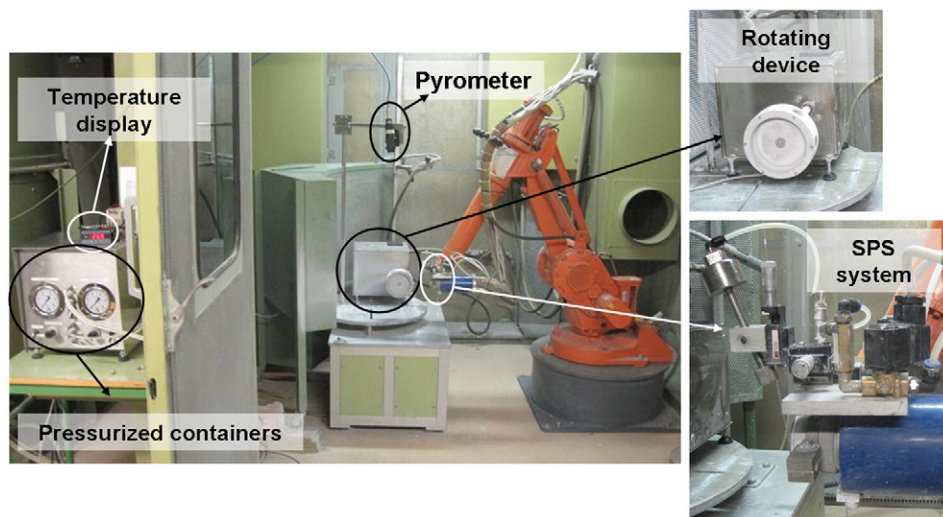 Temperature
display
Pyrometer
Rotating
device
SPS
system
Pressurized containers